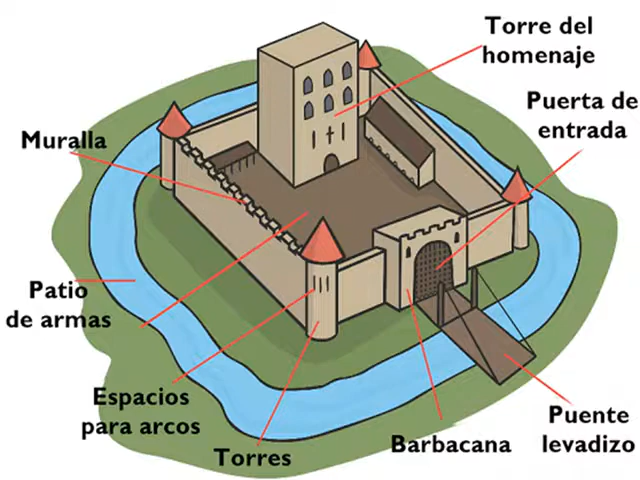 Torre del
homenaje
Puerta de
entrada
Muralla
Patio
de armas
Espacios
para arcos
Torres
Barbacana
Puente
levadizo